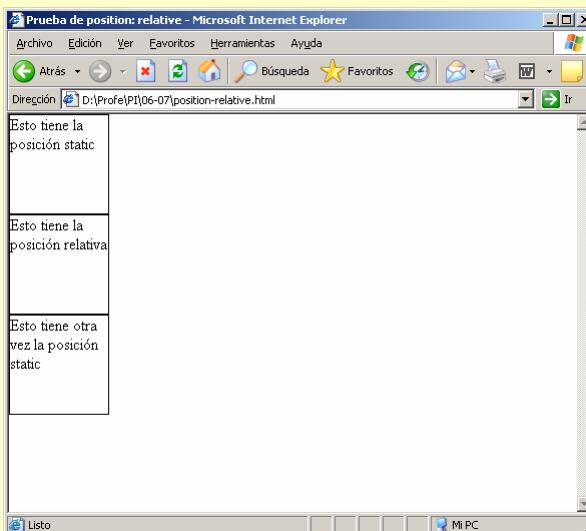 Prueba de position: relative - Microsoft Internet Explorer
Archivo Edición Ver Favoritos Herramientas Ayuda
Atrás Búsqueda Favoritos
Dirección D:\Profe\PI\06-07\position-relative.html Ir
Esto tiene la
posición static
Esto tiene la
posición relativa
Esto tiene otra
vez la posición
static
Listo Mi PC